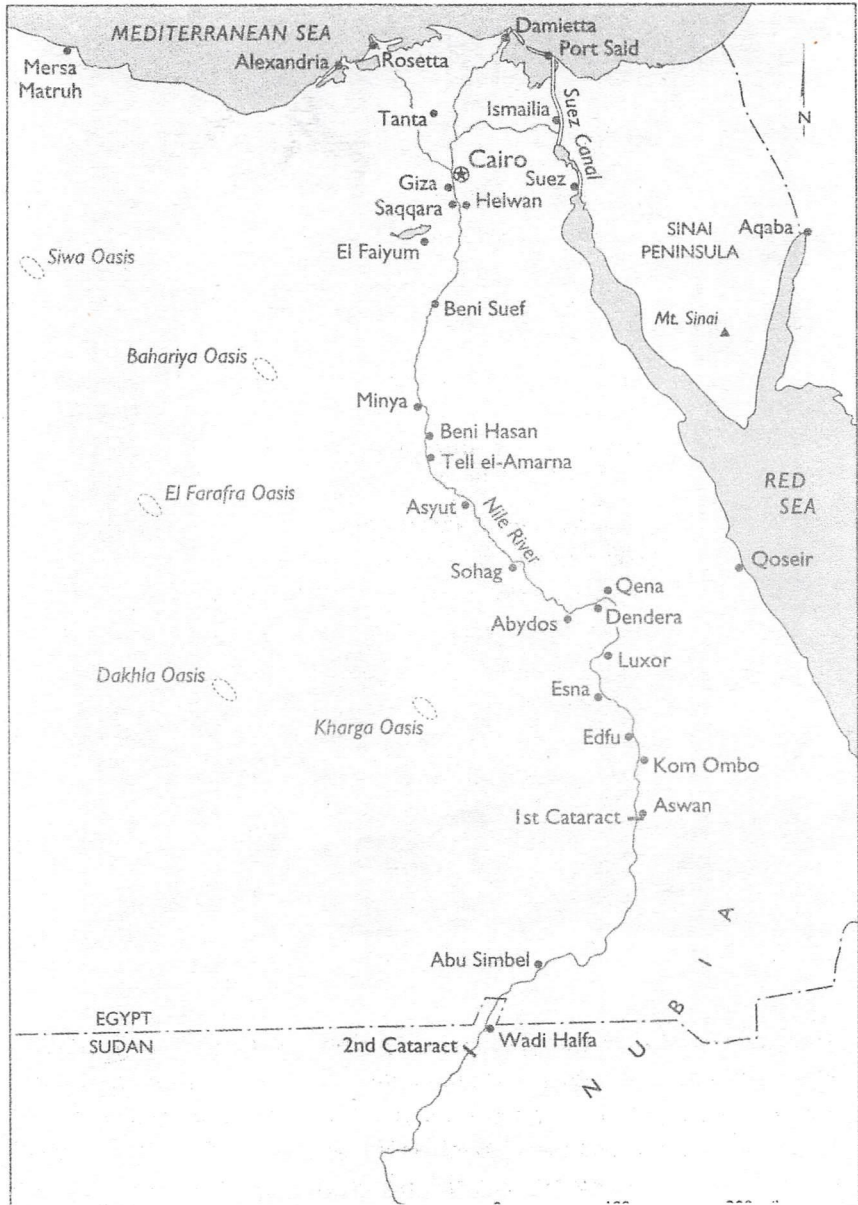 MEDITERRANEAN SEA
Damietta
Mersa
Matruh
Alexandria
Rosetta
Port Said
Tanta
Ismailia
Suez Canal
N
Cairo
Giza
Suez
Saqqara
Helwan
SINAI
PENINSULA
Aqaba
El Faiyum
Siwa Oasis
Beni Suef
Mt. Sinai
Bahariya Oasis
Minya
Beni Hasan
Tell el-Amarna
El Farafra Oasis
Asyut
Nile River
RED
SEA
Sohag
Qoseir
Qena
Abydos
Dendera
Luxor
Dakhla Oasis
Esna
Kharga Oasis
Edfu
Kom Ombo
Aswan
1st Cataract
Abu Simbel
NUBIA
EGYPT
SUDAN
Wadi Halfa
2nd Cataract